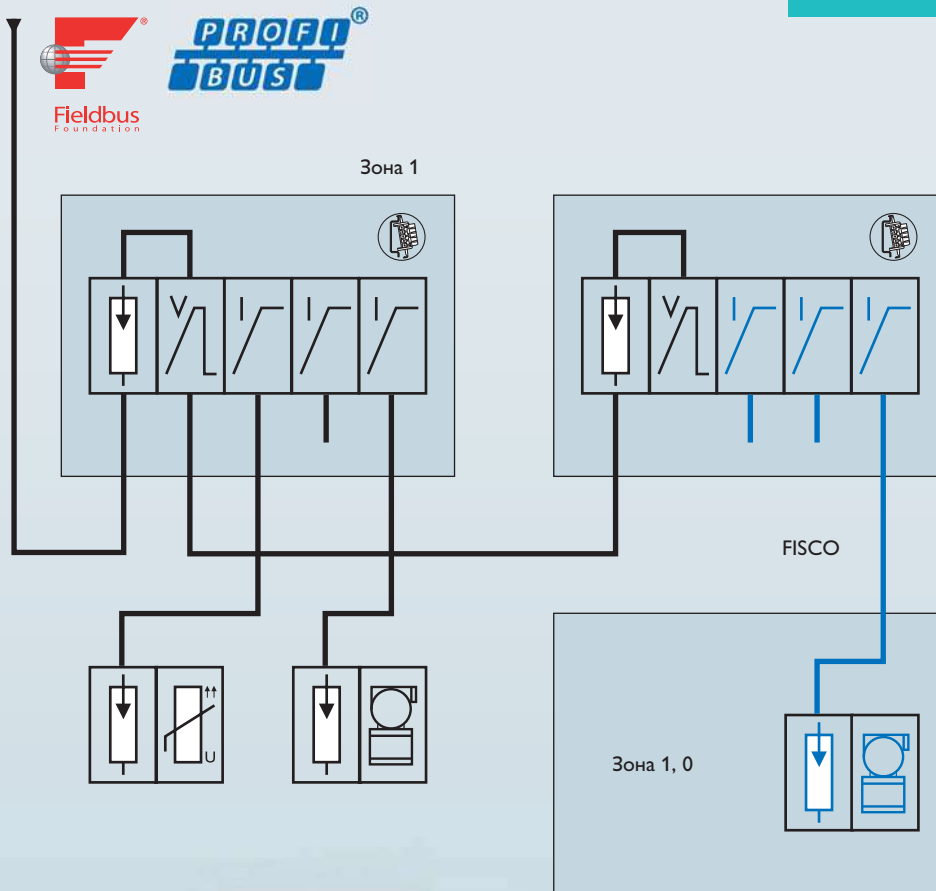 PROFI®
BUS
®
Fieldbus
Foundation
Зона 1
V I I I I
V I I I
FISCO
U
Зона 1, 0